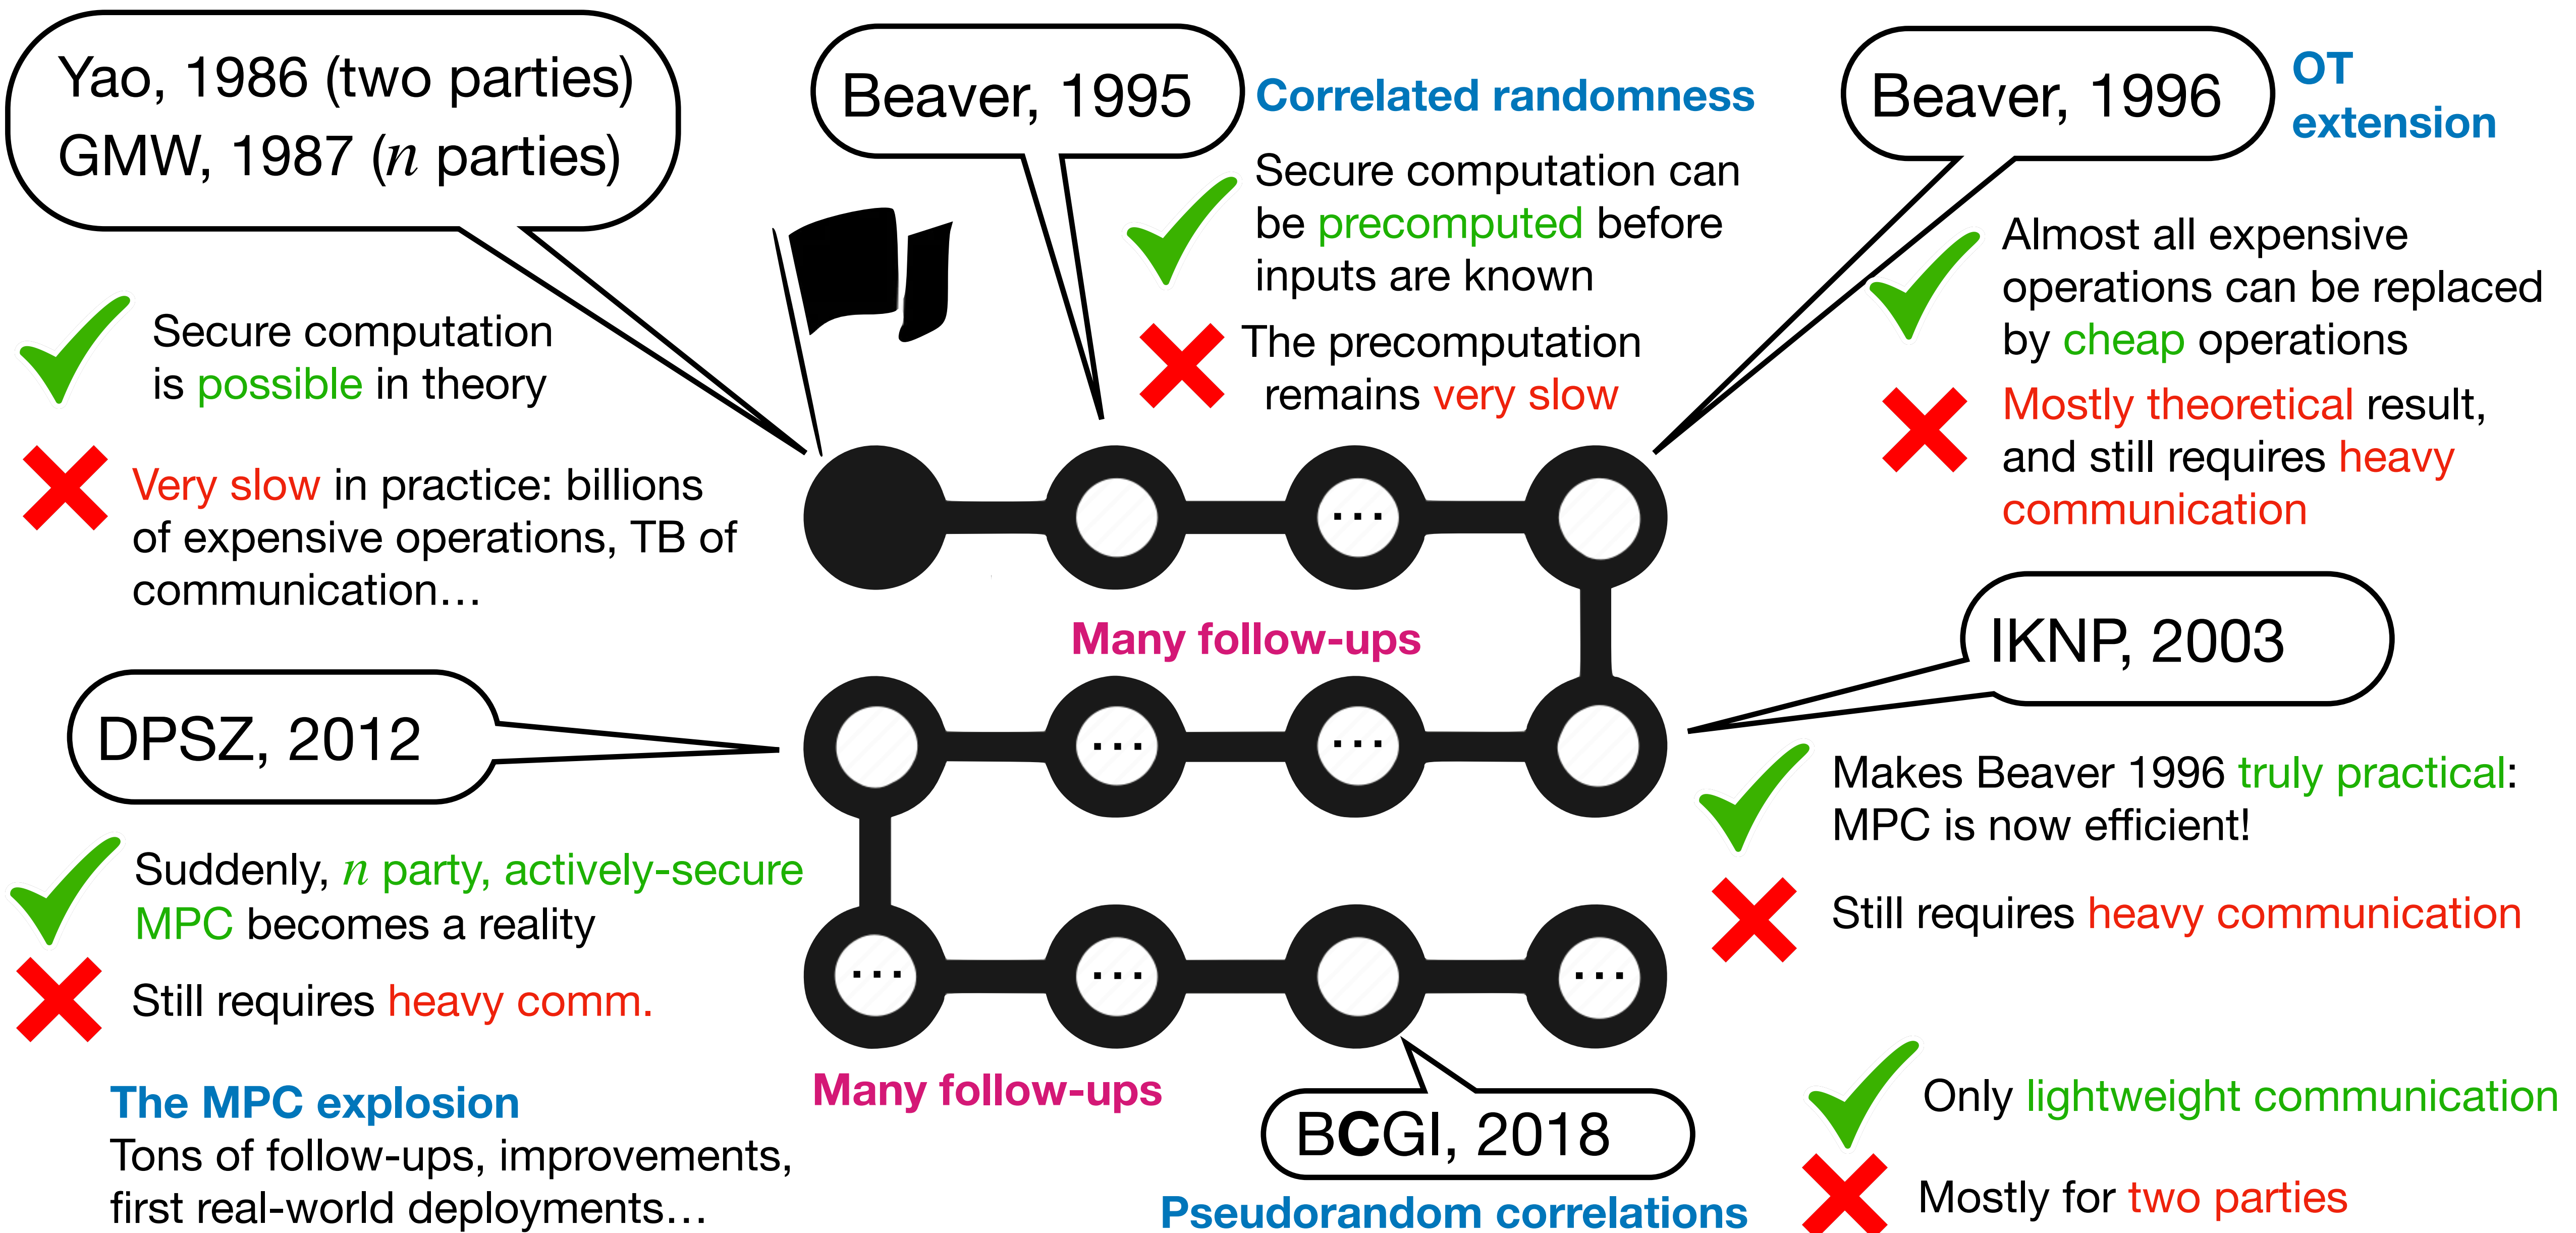 Yao, 1986 (two parties)
GMW, 1987 (n parties)
Secure computation
is possible in theory
Very slow in practice: billions
of expensive operations, TB of
communication…
Beaver, 1995
Correlated randomness
Secure computation can
be precomputed before
inputs are known
The precomputation
remains very slow
Beaver, 1996
OT
extension
Almost all expensive
operations can be replaced
by cheap operations
Mostly theoretical result,
and still requires heavy
communication
...
Many follow-ups
IKNP, 2003
Makes Beaver 1996 truly practical:
MPC is now efficient!
Still requires heavy communication
...
...
DPSZ, 2012
Suddenly, n party, actively-secure
MPC becomes a reality
Still requires heavy comm.
The MPC explosion
Tons of follow-ups, improvements,
first real-world deployments…
...
...
...
Many follow-ups
BCGI, 2018
Pseudorandom correlations
Only lightweight communication
Mostly for two parties